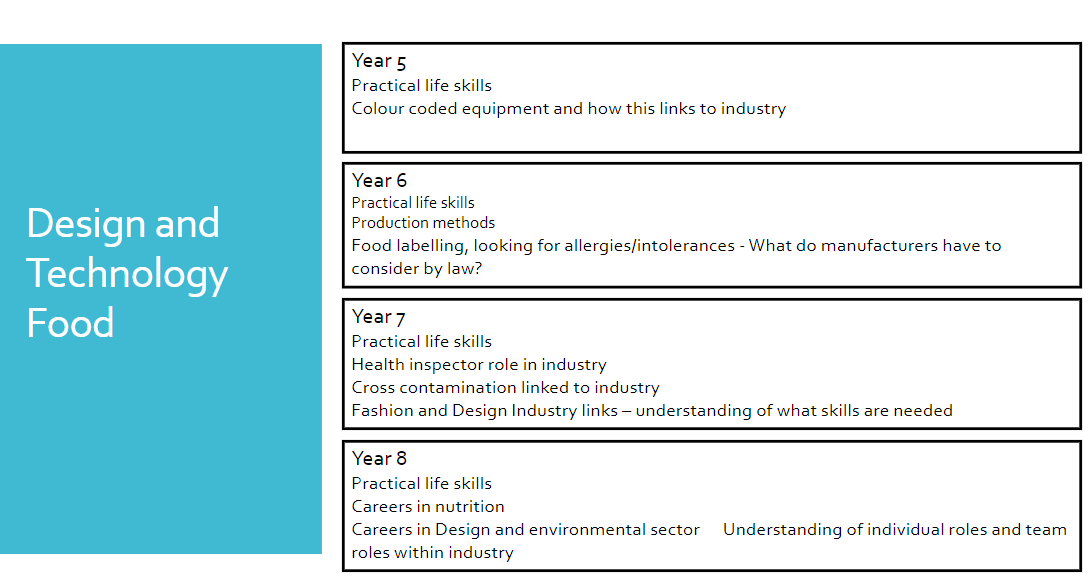 Design and
Technology
Food
Year 5
Practical life skills
Colour coded equipment and how this links to industry
Year 6
Practical life skills
Production methods
Food labelling, looking for allergies/intolerances - What do manufacturers have to
consider by law?
Year 7
Practical life skills
Health inspector role in industry
Cross contamination linked to industry
Fashion and Design Industry links – understanding of what skills are needed
Year 8
Practical life skills
Careers in nutrition
Careers in Design and environmental sector Understanding of individual roles and team
roles within industry